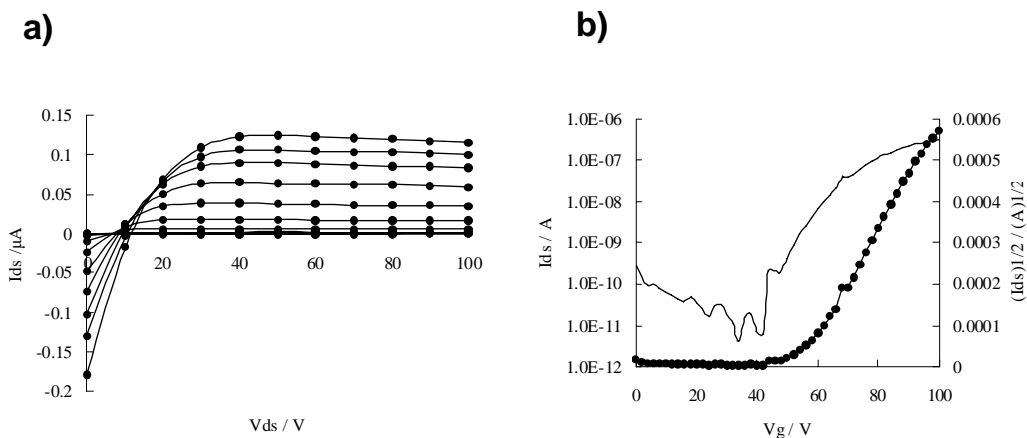 a)
0.15
0.1
0.05
0
-0.05
-0.1
-0.15
-0.2
0 20 40 60 80 100
Ids /μA
Vds / V
b)
1.0E-06
1.0E-07
1.0E-08
1.0E-09
1.0E-10
1.0E-11
1.0E-12
Ids / A
0.0006
0.0005
0.0004
0.0003
0.0002
0.0001
0
(Ids)1/2 / (A)1/2
0 20 40 60 80 100
Vg / V